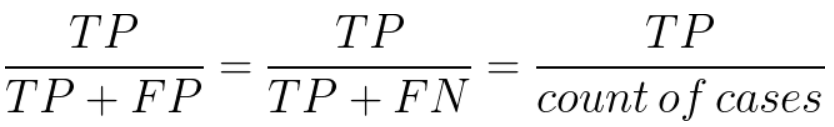 TP / (TP + FP) = TP / (TP + FN) = TP / (count of cases)